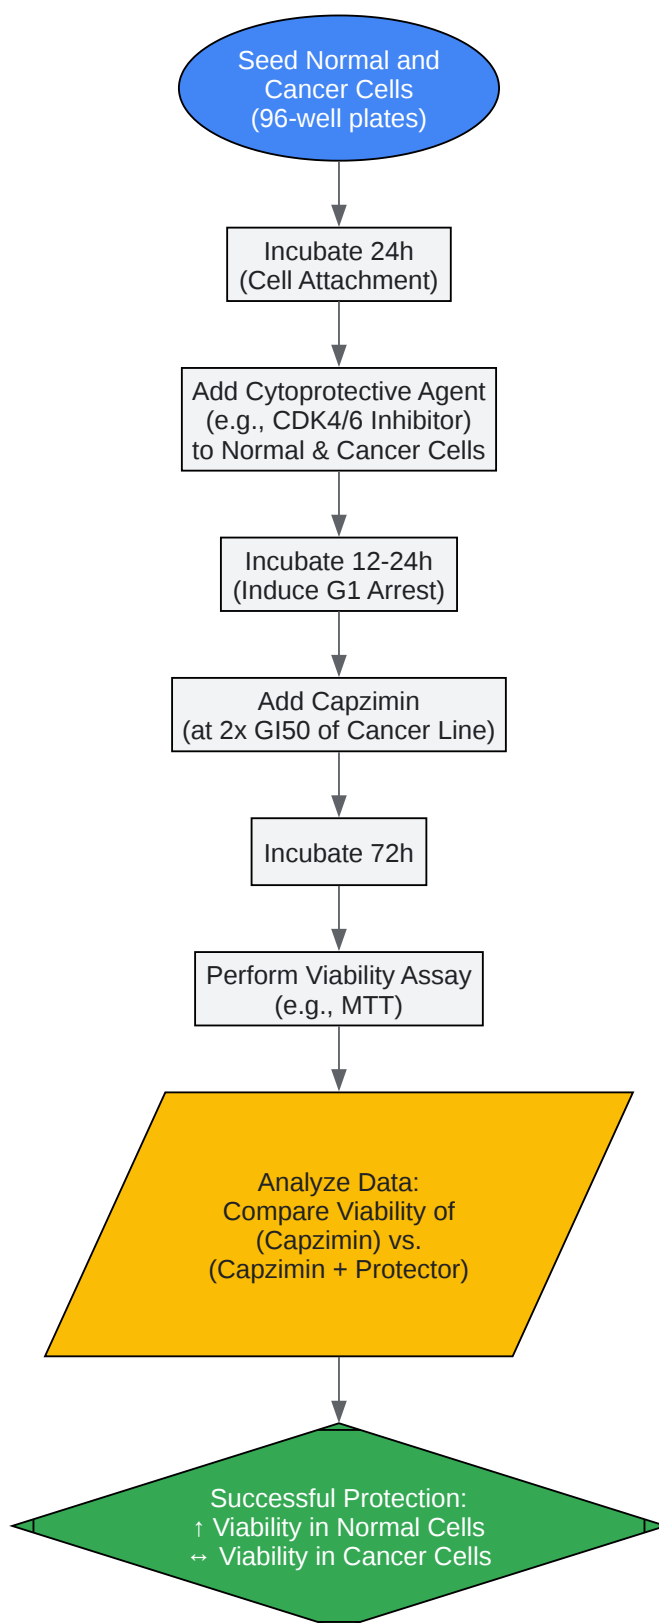 Seed Normal and
Cancer Cells
(96-well plates)
Incubate 24h
(Cell Attachment)
Add Cytoprotective Agent
(e.g., CDK4/6 Inhibitor)
to Normal & Cancer Cells
Incubate 12-24h
(Induce G1 Arrest)
Add Capzimin
(at 2x GI50 of Cancer Line)
Incubate 72h
Perform Viability Assay
(e.g., MTT)
Analyze Data:
Compare Viability of
(Capzimin) vs.
(Capzimin + Protector)
Successful Protection:
↑ Viability in Normal Cells
↔ Viability in Cancer Cells